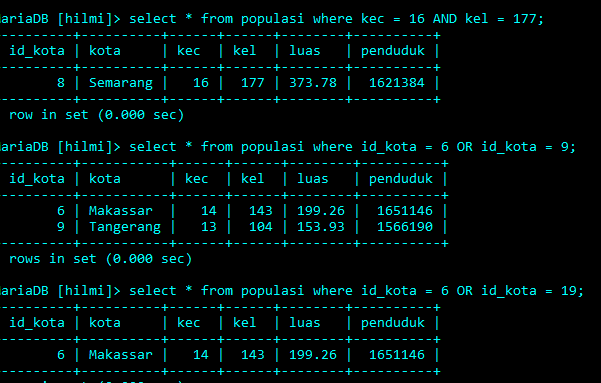 ariaDB [hilmi]> select * from populasi where kec = 16 AND kel = 177;
---------+----------+------+------+--------+----------+
 id_kota | kota     | kec  | kel  | luas   | penduduk |
---------+----------+------+------+--------+----------+
       8 | Semarang |   16 |  177 | 373.78 |  1621384 |
---------+----------+------+------+--------+----------+
 row in set (0.000 sec)
ariaDB [hilmi]> select * from populasi where id_kota = 6 OR id_kota = 9;
---------+-----------+------+------+--------+----------+
 id_kota | kota      | kec  | kel  | luas   | penduduk |
---------+-----------+------+------+--------+----------+
       6 | Makassar  |   14 |  143 | 199.26 |  1651146 |
       9 | Tangerang |   13 |  104 | 153.93 |  1566190 |
---------+-----------+------+------+--------+----------+
 rows in set (0.000 sec)
ariaDB [hilmi]> select * from populasi where id_kota = 6 OR id_kota = 19;
---------+----------+------+------+--------+----------+
 id_kota | kota     | kec  | kel  | luas   | penduduk |
---------+----------+------+------+--------+----------+
       6 | Makassar |   14 |  143 | 199.26 |  1651146 |
---------+----------+------+------+--------+----------+